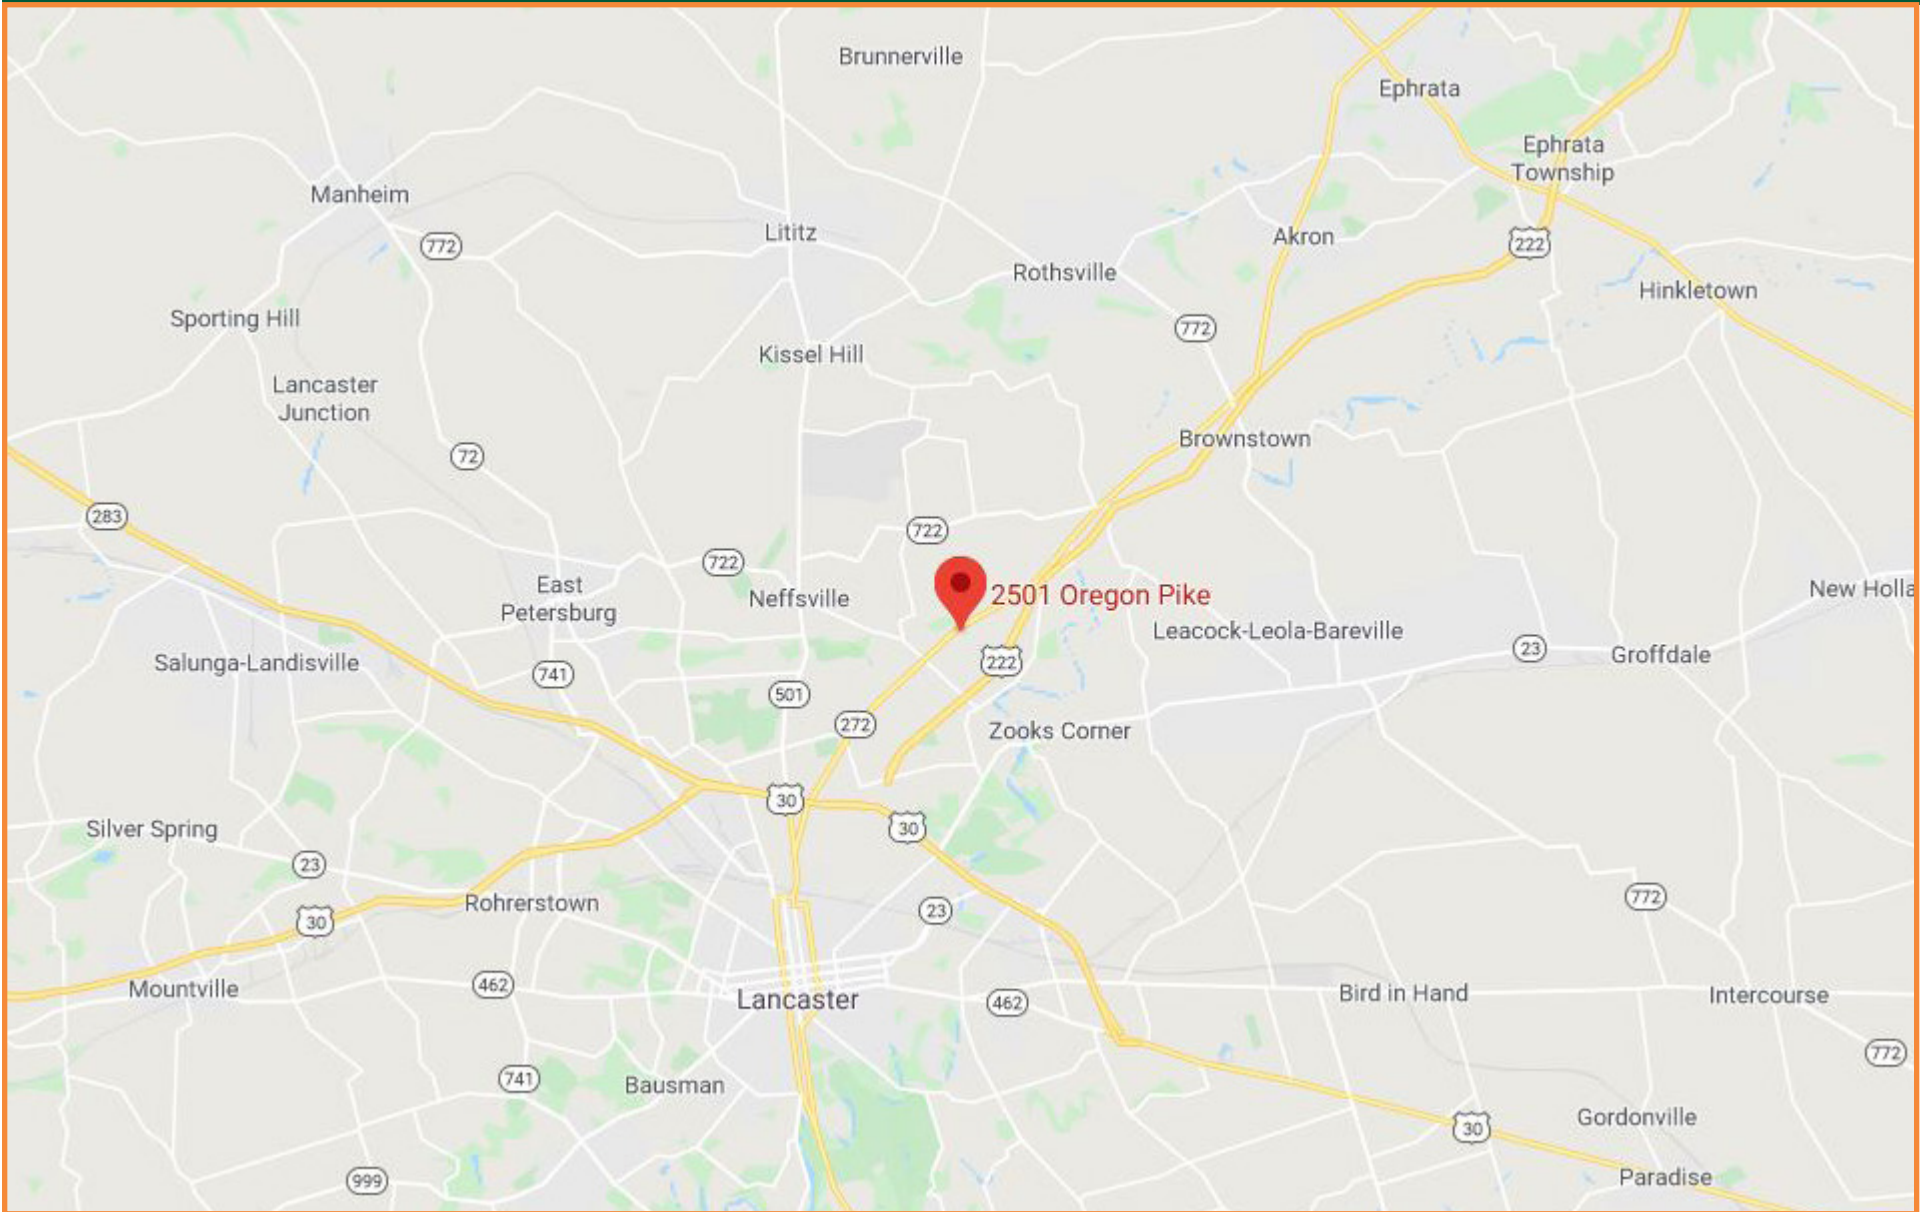 Brunnerville
Ephrata
Ephrata
Township
Manheim
Lititz
772
Akron
222
Rothsville
Hinkletown
Sporting Hill
772
Kissel Hill
Lancaster
Junction
Brownstown
72
283
722
722
East
Petersburg
Neffsville
2501 Oregon Pike
New Holla
Leacock-Leola-Bareville
23
Groffdale
Salunga-Landisville
741
222
501
272
Zooks Corner
30
30
Silver Spring
23
772
Rohrerstown
23
30
Mountville
462
Lancaster
462
Bird in Hand
Intercourse
772
741
Bausman
Gordonville
30
Paradise
999